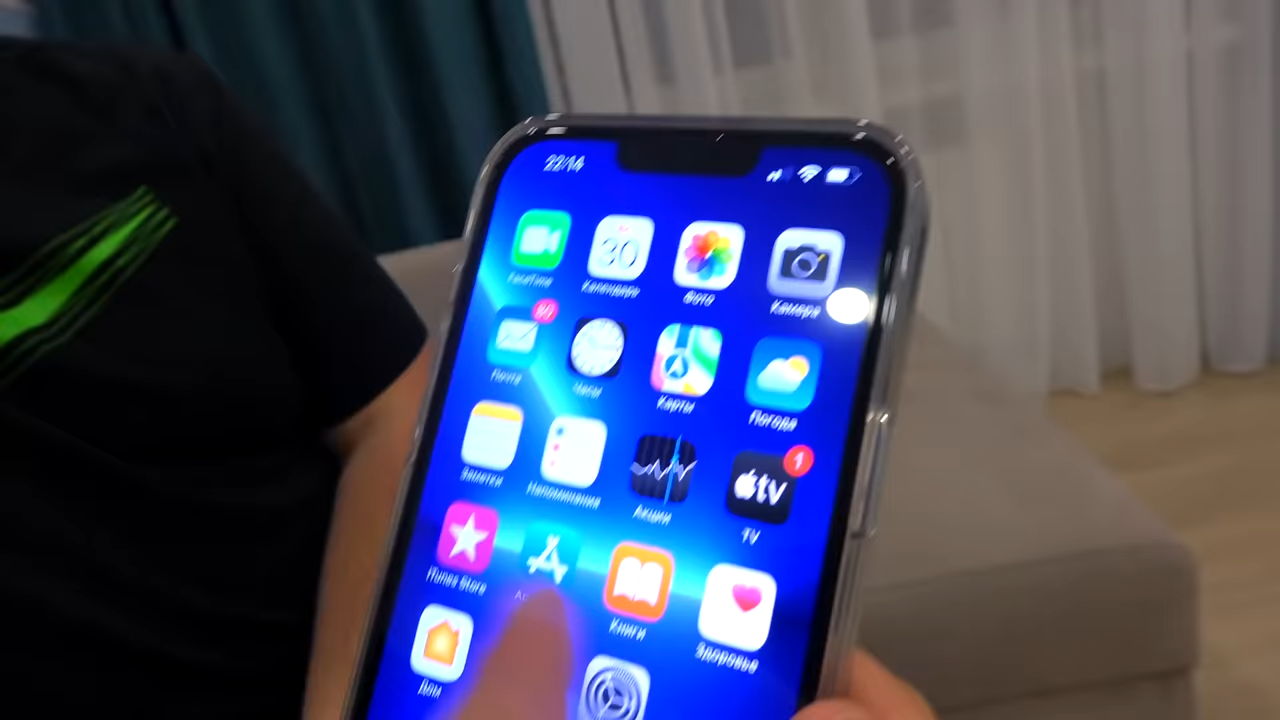 22:14
FaceTime
30
Календарь
Фото
Камера
Почта
Часы
Карты
Погода
Заметки
Напоминания
Акции
tv
1
TV
iTunes Store
Книги
Здоровье
Дом